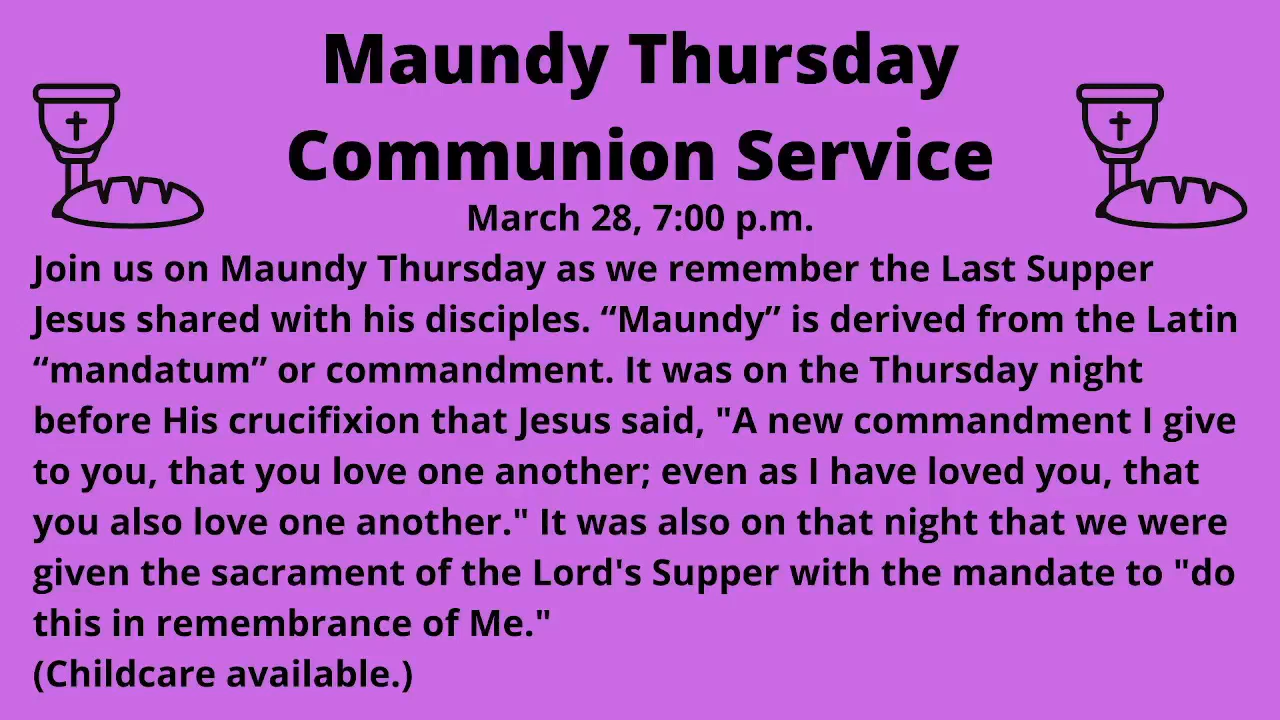 Maundy Thursday
Communion Service
March 28, 7:00 p.m.
Join us on Maundy Thursday as we remember the Last Supper
Jesus shared with his disciples. “Maundy” is derived from the Latin
“mandatum” or commandment. It was on the Thursday night
before His crucifixion that Jesus said, "A new commandment I give
to you, that you love one another; even as I have loved you, that
you also love one another." It was also on that night that we were
given the sacrament of the Lord's Supper with the mandate to "do
this in remembrance of Me."
(Childcare available.)